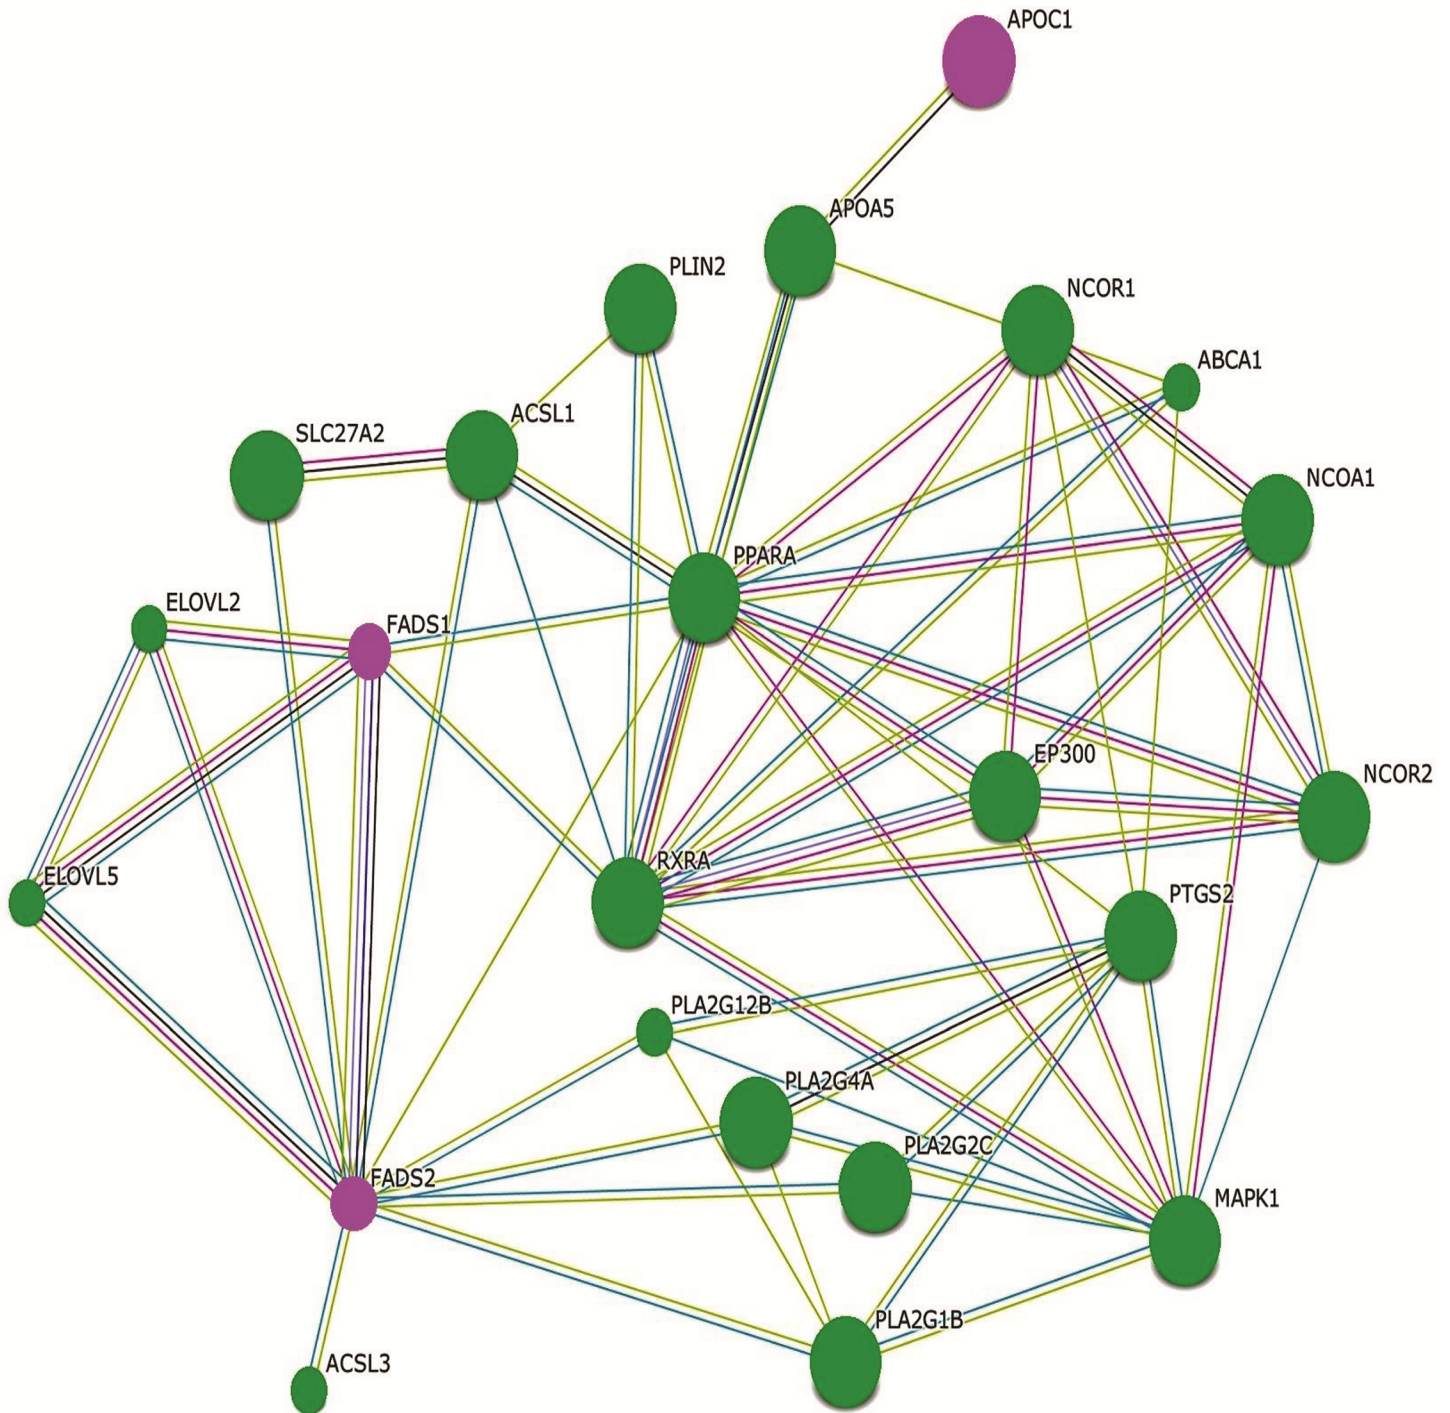 APOC1
APOA5
PLIN2
NCOR1
ABCA1
ACSL1
SLC27A2
NCOA1
PPARA
ELOVL2
FADS1
EP300
NCOR2
RXRA
ELOVL5
PTGS2
PLA2G12B
PLA2G4A
PLA2G2C
FADS2
MAPK1
PLA2G1B
ACSL3